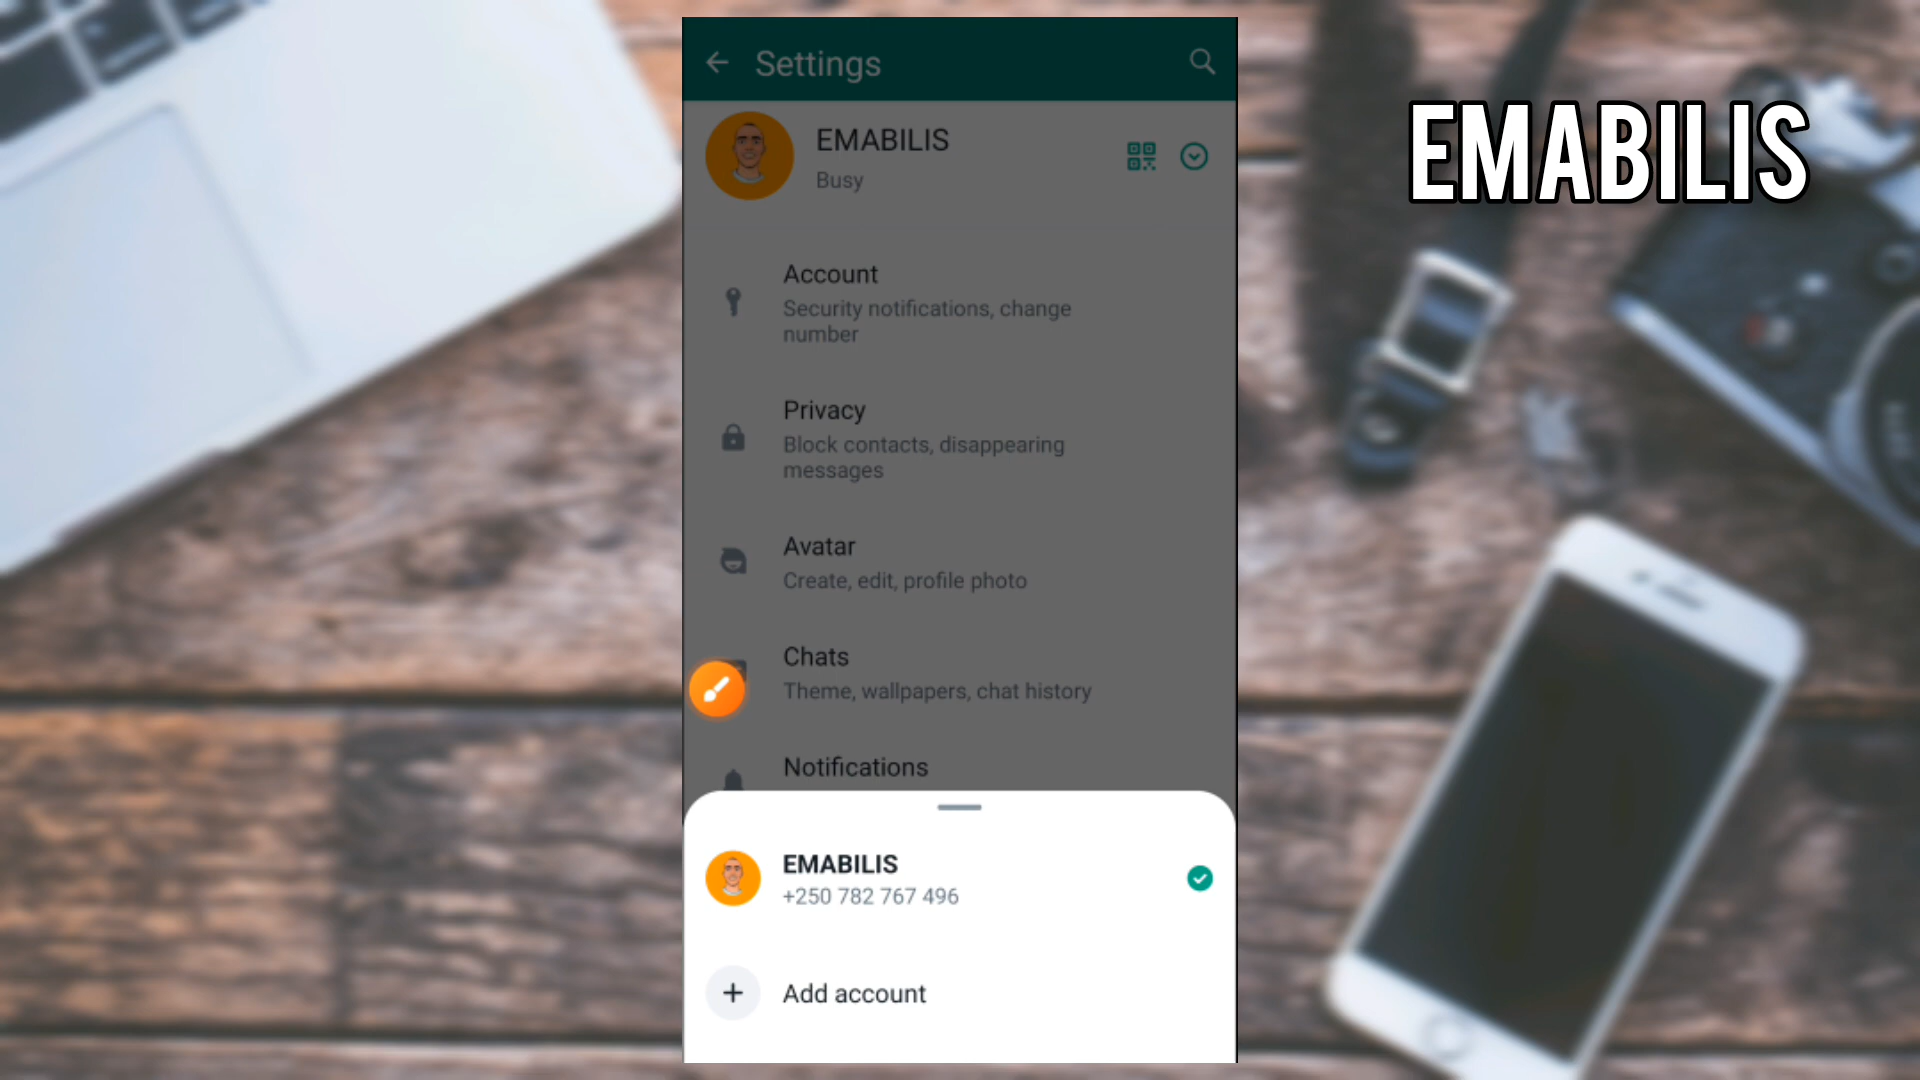 Settings
EMABILIS
Busy
EMABILIS
Account
Security notifications, change
number
Privacy
Block contacts, disappearing
messages
Avatar
Create, edit, profile photo
Chats
Theme, wallpapers, chat history
Notifications
EMABILIS
+250 782 767 496
Add account